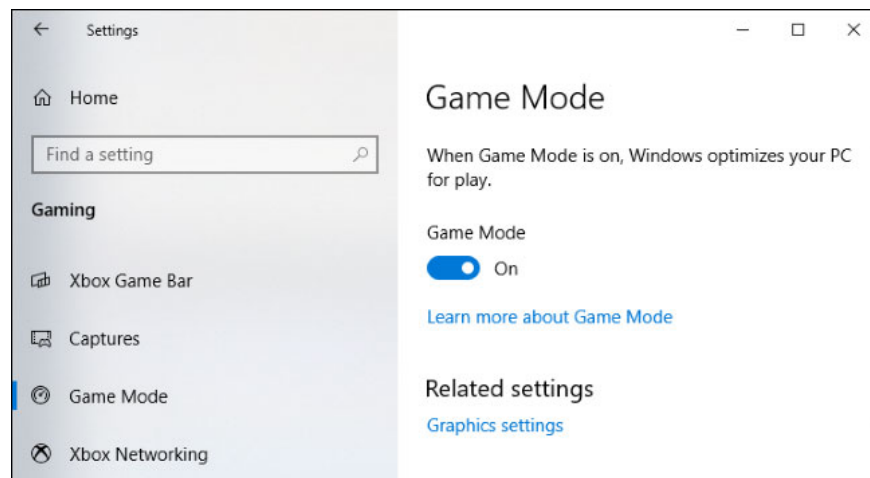 Settings
Home
Find a setting
Gaming
Xbox Game Bar
Captures
Game Mode
Xbox Networking
Game Mode
When Game Mode is on, Windows optimizes your PC
for play.
Game Mode
On
Learn more about Game Mode
Related settings
Graphics settings